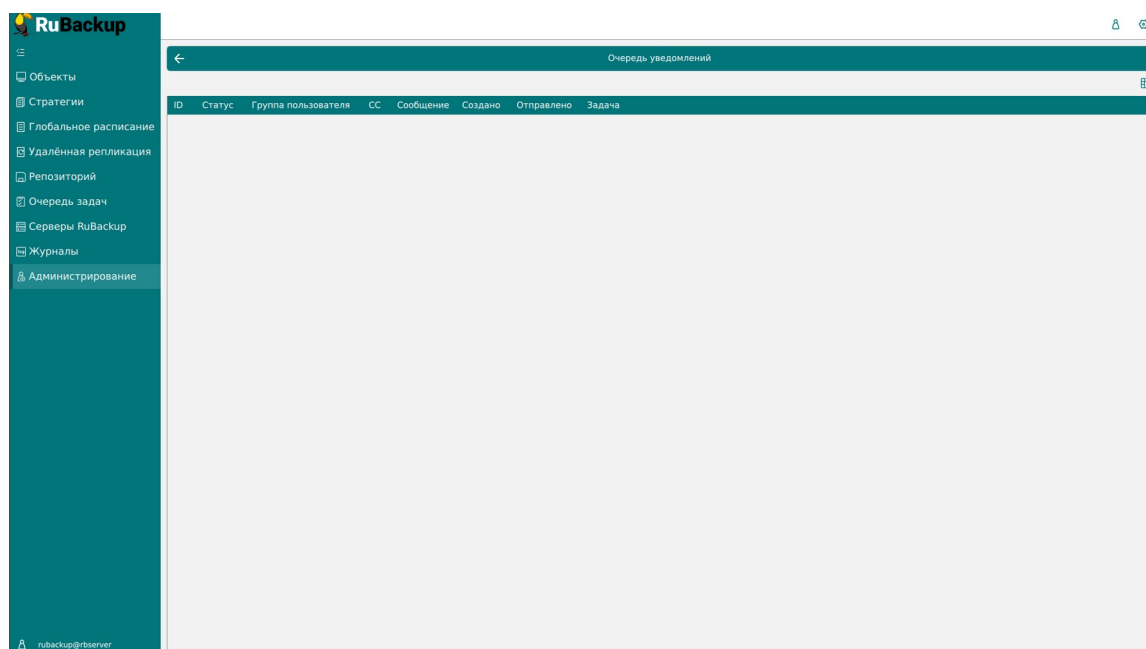 RuBackup
Очередь уведомлений
Объекты
Стратегии
Глобальное расписание
Удалённая репликация
Репозиторий
Очередь задач
Серверы RuBackup
Журналы
Администрирование
ID Статус Группа пользователя CC Сообщение Создано Отправлено Задача
rubackup@rbserver